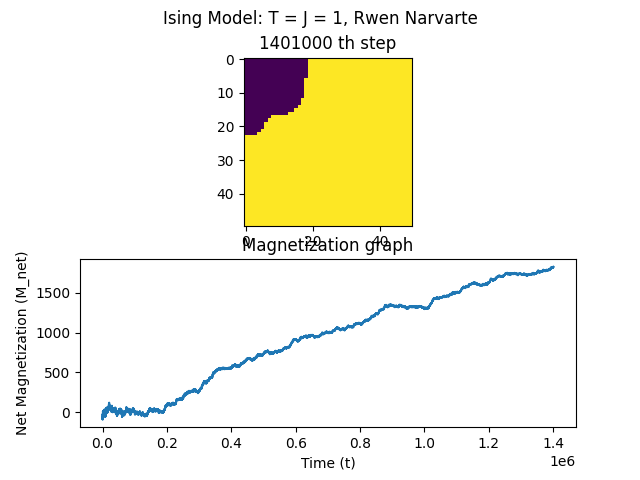 Ising Model: T = J = 1, Rwen Narvarte
1401000 th step
0
10
20
30
40
0 20 40
Magnetization graph
Net Magnetization (M_net)
1500
1000
500
0
0.0 0.2 0.4 0.6 0.8 1.0 1.2 1.4
1e6
Time (t)